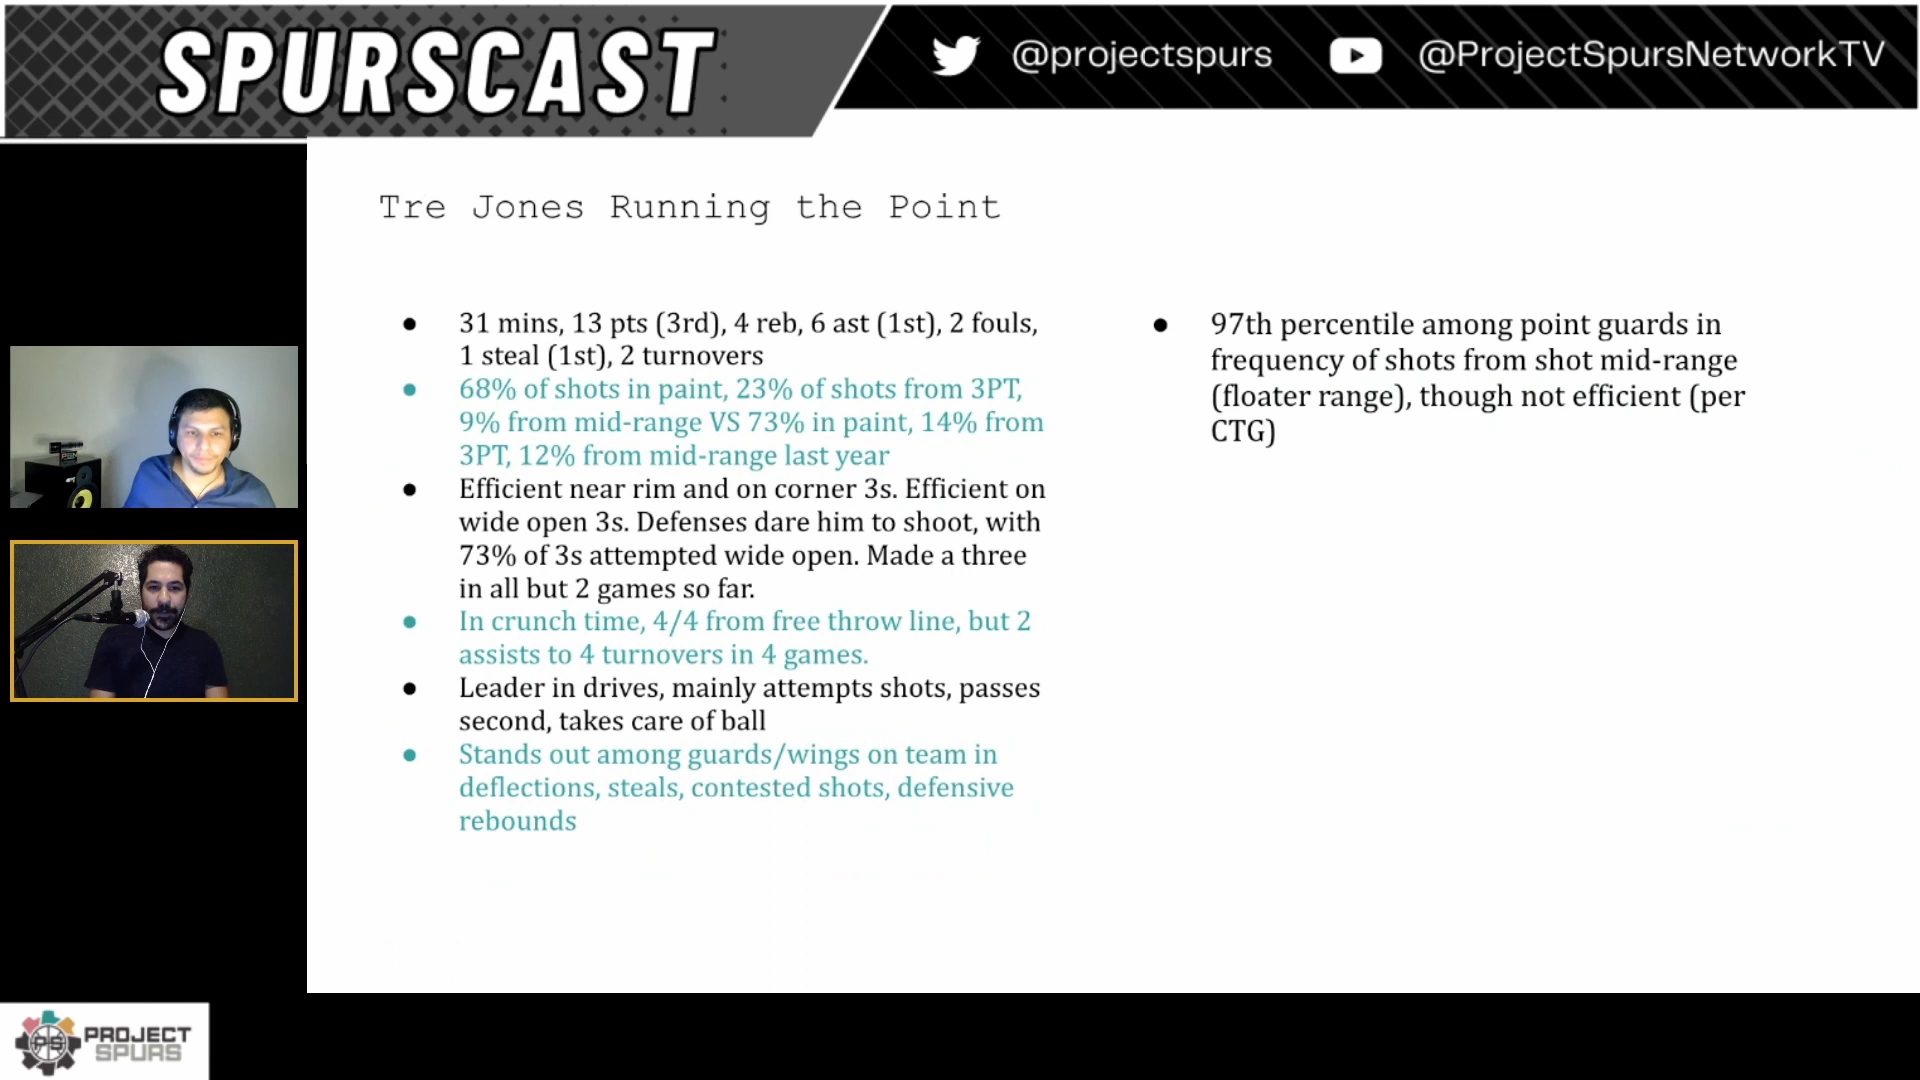 SPURSCAST
@projectspurs
@ProjectSpursNetworkTV
Tre Jones Running the Point
● 31 mins, 13 pts (3rd), 4 reb, 6 ast (1st), 2 fouls,
1 steal (1st), 2 turnovers
● 68% of shots in paint, 23% of shots from 3PT,
9% from mid-range VS 73% in paint, 14% from
3PT, 12% from mid-range last year
● Efficient near rim and on corner 3s. Efficient on
wide open 3s. Defenses dare him to shoot, with
73% of 3s attempted wide open. Made a three
in all but 2 games so far.
● In crunch time, 4/4 from free throw line, but 2
assists to 4 turnovers in 4 games.
● Leader in drives, mainly attempts shots, passes
second, takes care of ball
● Stands out among guards/wings on team in
deflections, steals, contested shots, defensive
rebounds
● 97th percentile among point guards in
frequency of shots from shot mid-range
(floater range), though not efficient (per
CTG)
PS
PROJECT
SPURS